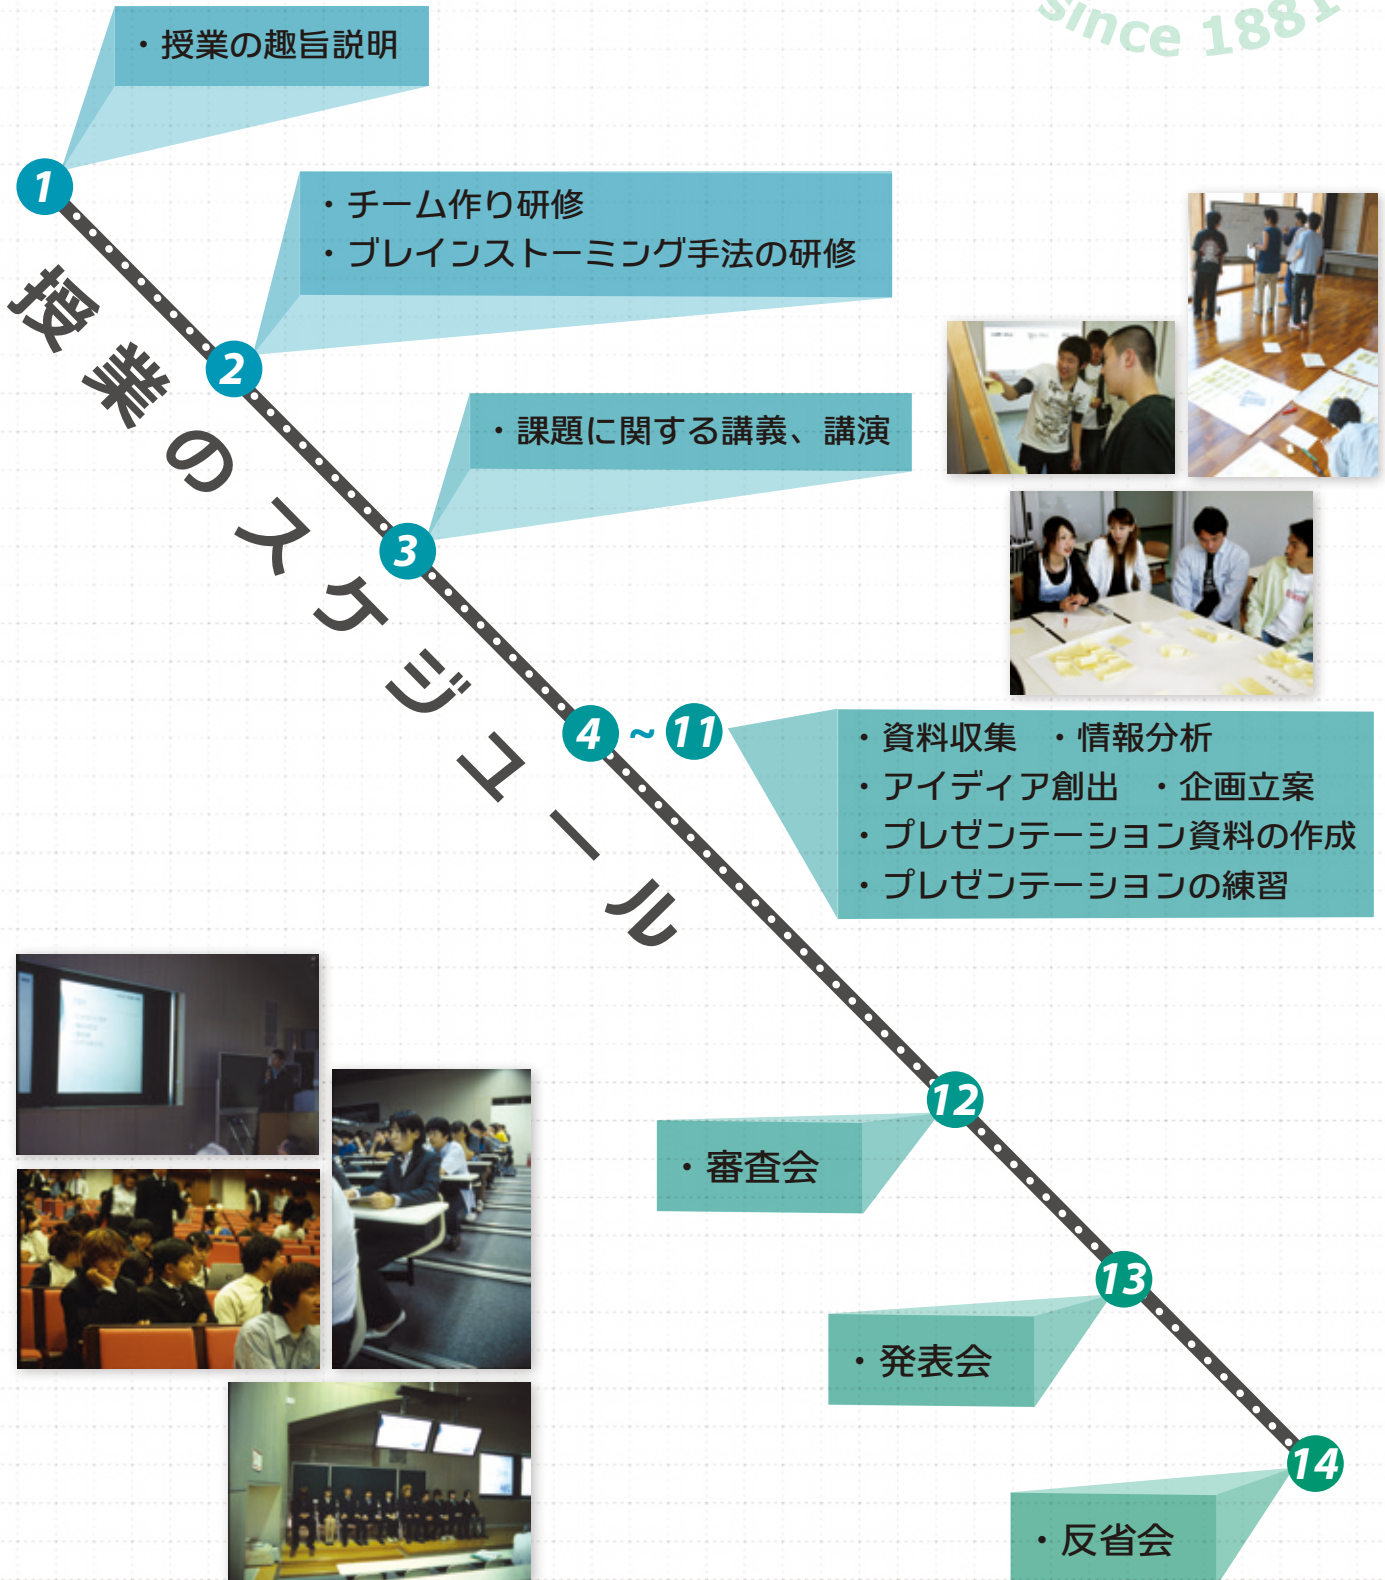 since 1881
・授業の趣旨説明
1
・チーム作り研修
・ブレインストーミング手法の研修
2
授業のスケジュール
・課題に関する講義、講演
3
4 ~ 11
・資料収集 ・情報分析
・アイディア創出 ・企画立案
・プレゼンテーション資料の作成
・プレゼンテーションの練習
12
・審査会
13
・発表会
14
・反省会